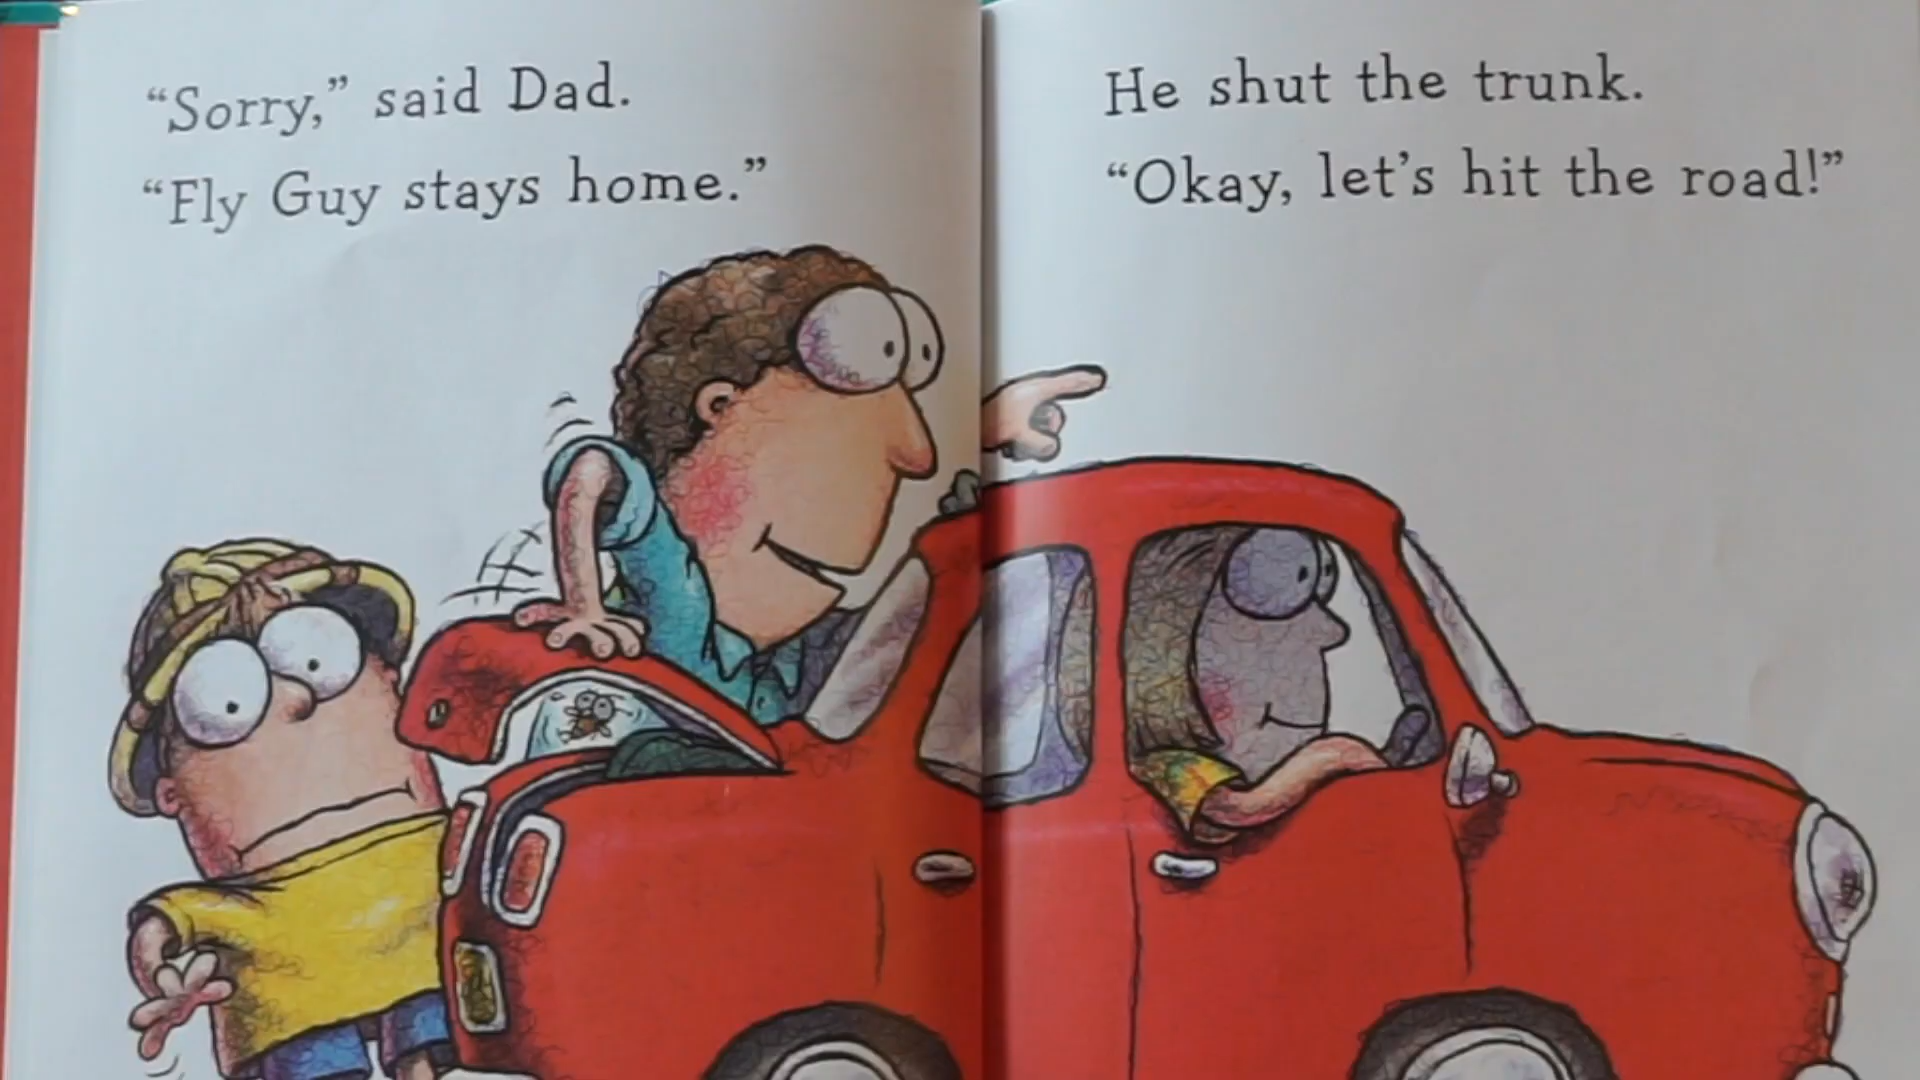 “Sorry,” said Dad.
“Fly Guy stays home.”
He shut the trunk.
“Okay, let’s hit the road!”